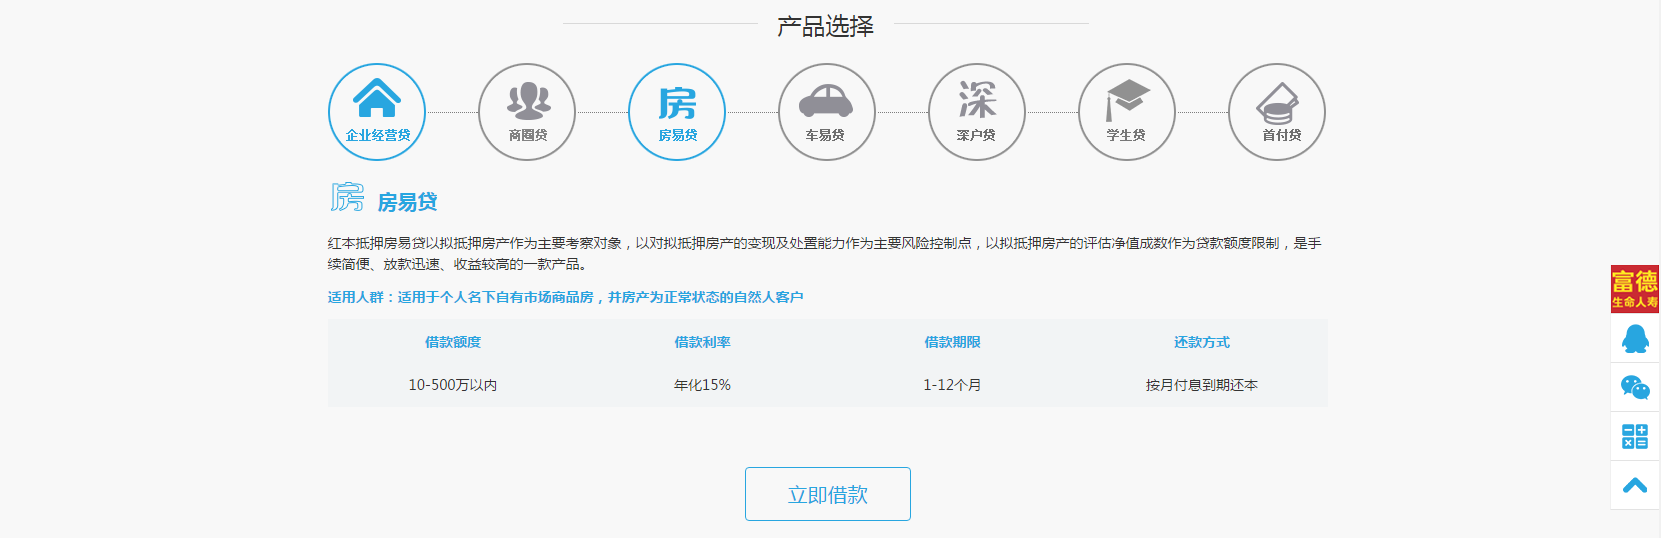 产品选择
企业经营贷
商圈贷
房
房易贷
车易贷
深
深户贷
学生贷
首付贷
房 房易贷
红本抵押房易贷以拟抵押房产作为主要考察对象，以对拟抵押房产的变现及处置能力作为主要风险控制点，以拟抵押房产的评估净值成数作为贷款额度限制，是手
续简便、放款迅速、收益较高的一款产品。
适用人群：适用于个人名下自有市场商品房，并房产为正常状态的自然人客户
借款额度 借款利率 借款期限 还款方式
10-500万以内 年化15% 1-12个月 按月付息到期还本
立即借款
富德
生命人寿